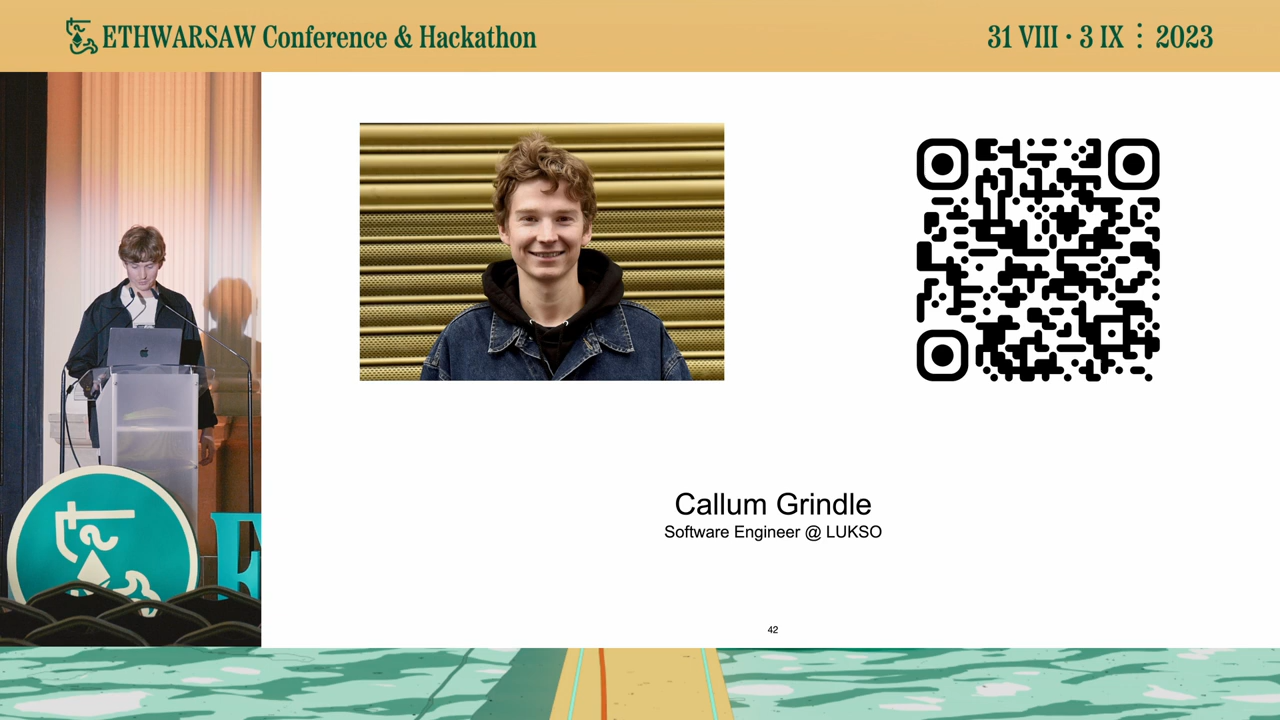 ETHWARSAW Conference & Hackathon
31 VIII · 3 IX ⋮ 2023
Callum Grindle
Software Engineer @ LUKSO
42